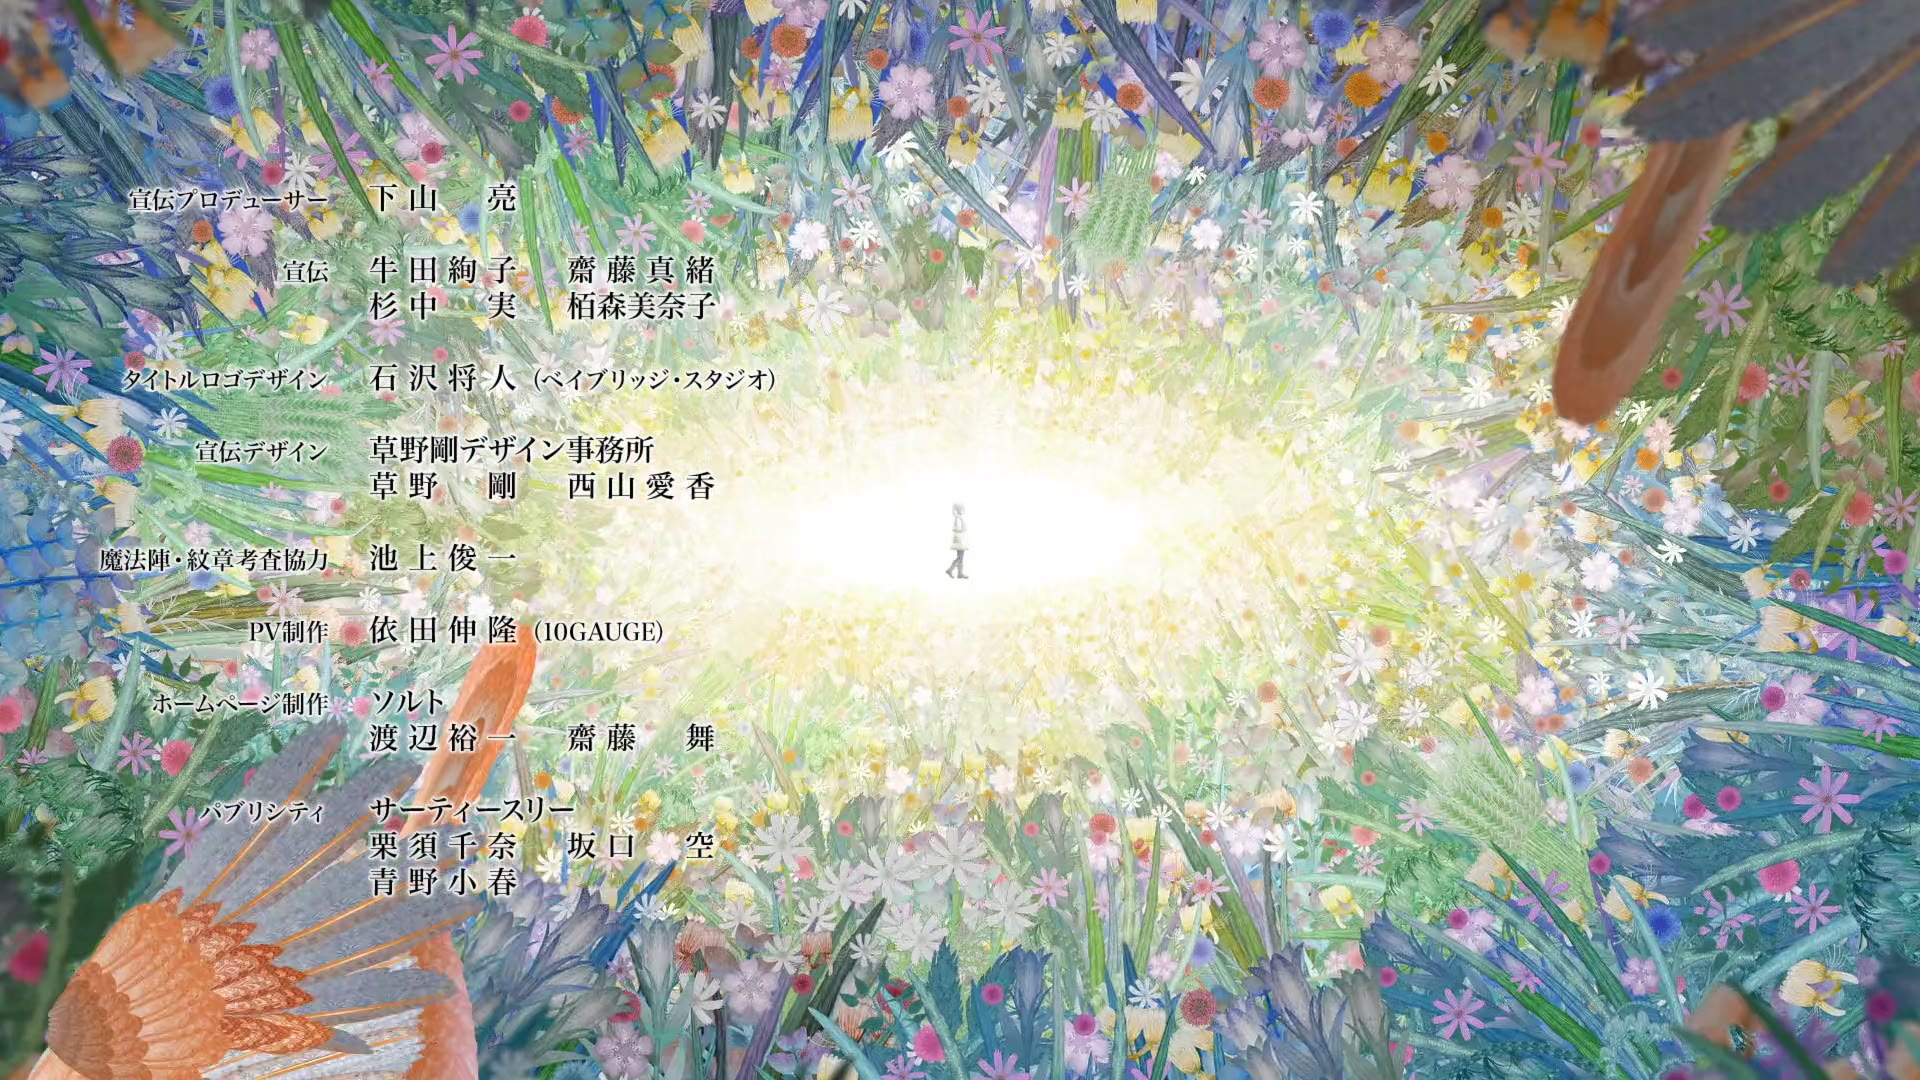 宣伝プロデューサー 下山 亮
宣伝 牛田絢子 齋藤真緒
杉中 実 栢森美奈子
タイトルロゴデザイン 石沢将人（ベイブリッジ・スタジオ）
宣伝デザイン 草野剛デザイン事務所
草野 剛 西山愛香
魔法陣・紋章考査協力 池上俊一
PV制作 依田伸隆（10GAUGE）
ホームページ制作 ソルト
渡辺裕一 齋藤 舞
パブリシティ サーティースリー
栗須千奈 坂口 空
青野小春